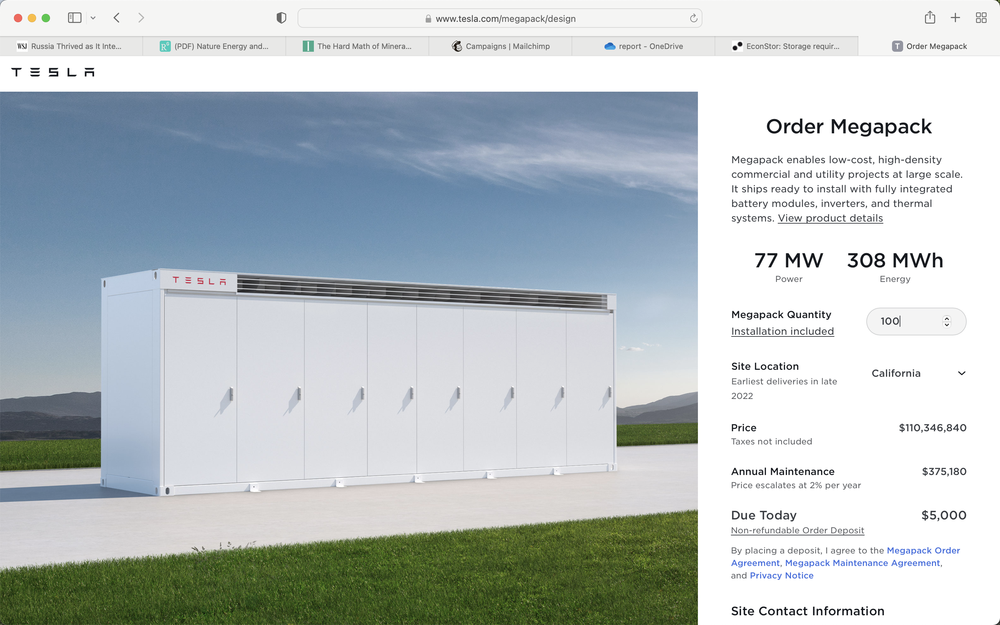 www.tesla.com/megapack/design
WSJ Russia Thrived as It Inte...
RG (PDF) Nature Energy and...
I The Hard Math of Minera...
Campaigns | Mailchimp
report - OneDrive
EconStor: Storage requir...
T Order Megapack
TESLA
TESLA
Order Megapack
Megapack enables low-cost, high-density
commercial and utility projects at large scale.
It ships ready to install with fully integrated
battery modules, inverters, and thermal
systems. View product details
77 MW 308 MWh
Power Energy
Megapack Quantity 100
Installation included
Site Location California
Earliest deliveries in late
2022
Price $110,346,840
Taxes not included
Annual Maintenance $375,180
Price escalates at 2% per year
Due Today $5,000
Non-refundable Order Deposit
By placing a deposit, I agree to the Megapack Order
Agreement, Megapack Maintenance Agreement,
and Privacy Notice
Site Contact Information